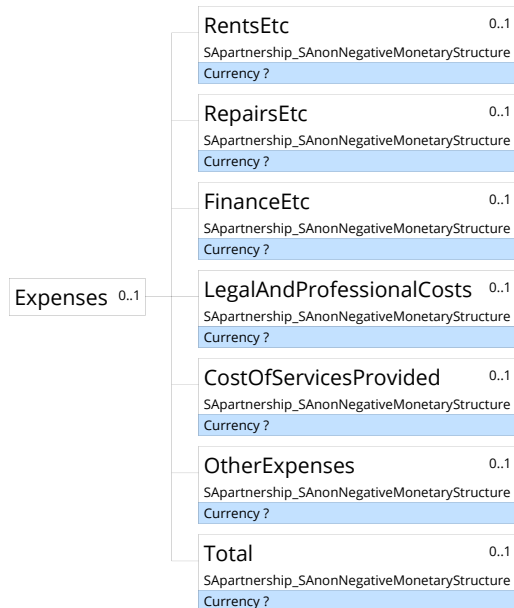 RentsEtc 0..1
SApartnership_SAnonNegativeMonetaryStructure
Currency ?
RepairsEtc 0..1
SApartnership_SAnonNegativeMonetaryStructure
Currency ?
FinanceEtc 0..1
SApartnership_SAnonNegativeMonetaryStructure
Currency ?
Expenses 0..1
LegalAndProfessionalCosts 0..1
SApartnership_SAnonNegativeMonetaryStructure
Currency ?
CostOfServicesProvided 0..1
SApartnership_SAnonNegativeMonetaryStructure
Currency ?
OtherExpenses 0..1
SApartnership_SAnonNegativeMonetaryStructure
Currency ?
Total 0..1
SApartnership_SAnonNegativeMonetaryStructure
Currency ?